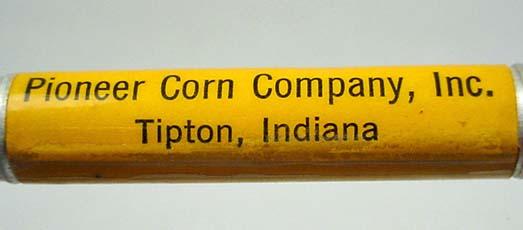 Pioneer Corn Company, Inc.
Tipton, Indiana